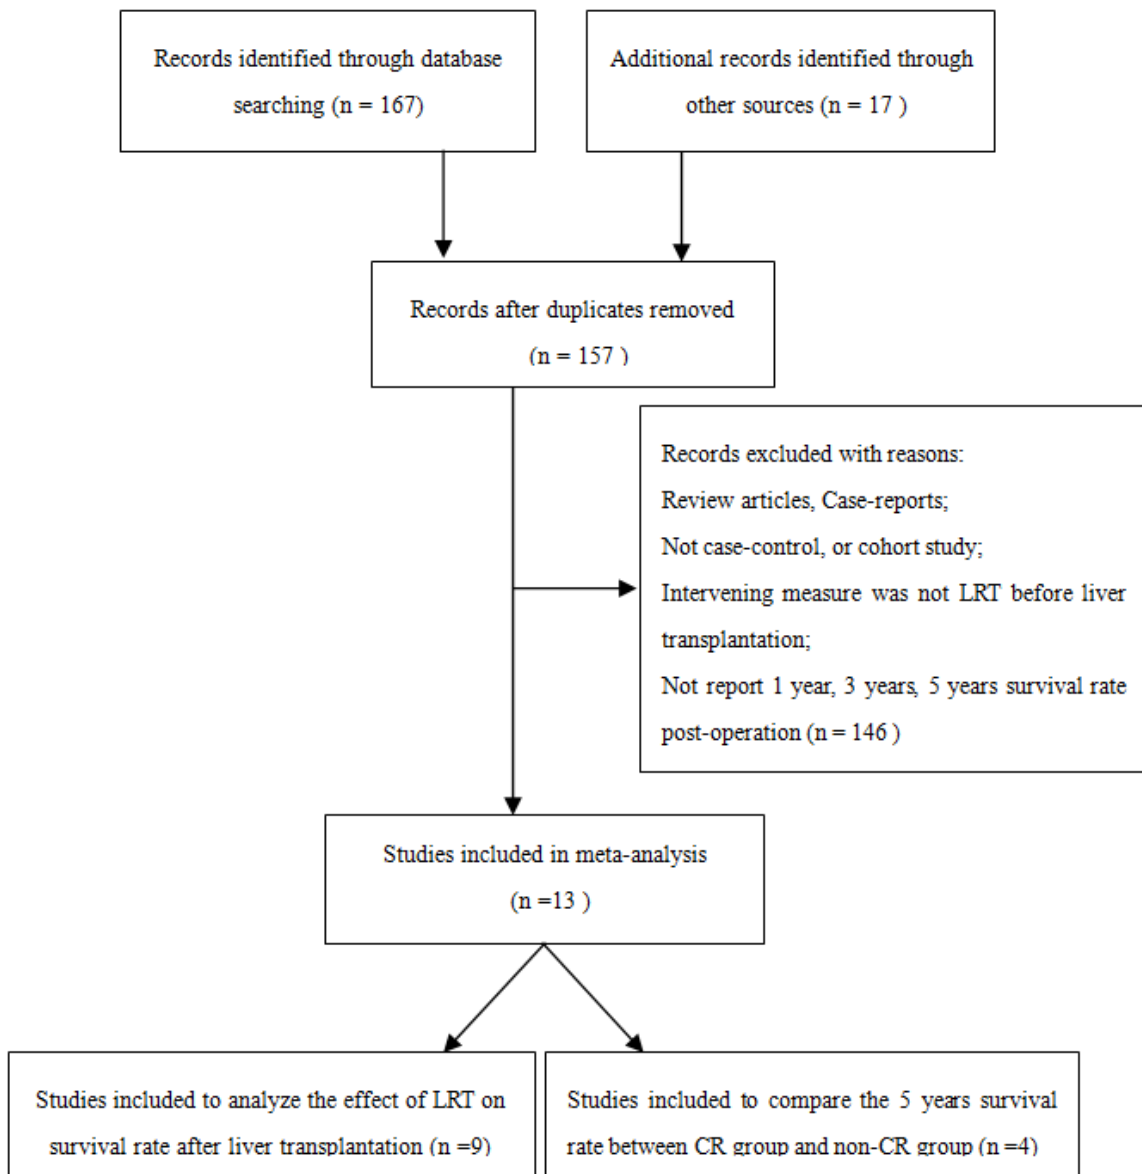 Records identified through database
searching (n = 167)
Additional records identified through
other sources (n = 17 )
Records after duplicates removed
(n = 157 )
Records excluded with reasons:
Review articles, Case-reports;
Not case-control, or cohort study;
Intervening measure was not LRT before liver
transplantation;
Not report 1 year, 3 years, 5 years survival rate
post-operation (n = 146 )
Studies included in meta-analysis
(n =13 )
Studies included to analyze the effect of LRT on
survival rate after liver transplantation (n =9)
Studies included to compare the 5 years survival
rate between CR group and non-CR group (n =4)